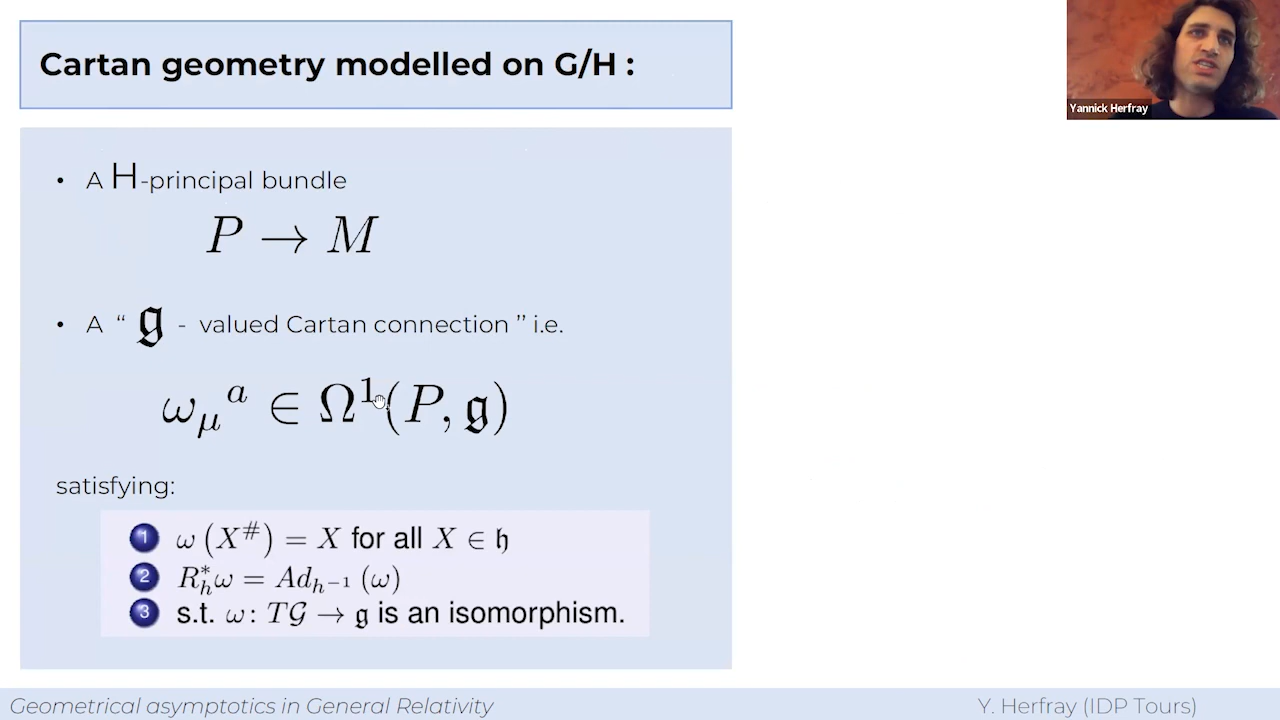 Cartan geometry modelled on G/H :
Yannick Herfray
• A H-principal bundle
P → M
• A “ 𝔤 - valued Cartan connection ” i.e.
ω_μ^a ∈ Ω^1(P, 𝔤)
satisfying:
1 ω (X^#) = X for all X ∈ 𝔥
2 R_h^* ω = Ad_{h^{-1}} (ω)
3 s.t. ω: T𝒢 → 𝔤 is an isomorphism.
Geometrical asymptotics in General Relativity
Y. Herfray (IDP Tours)